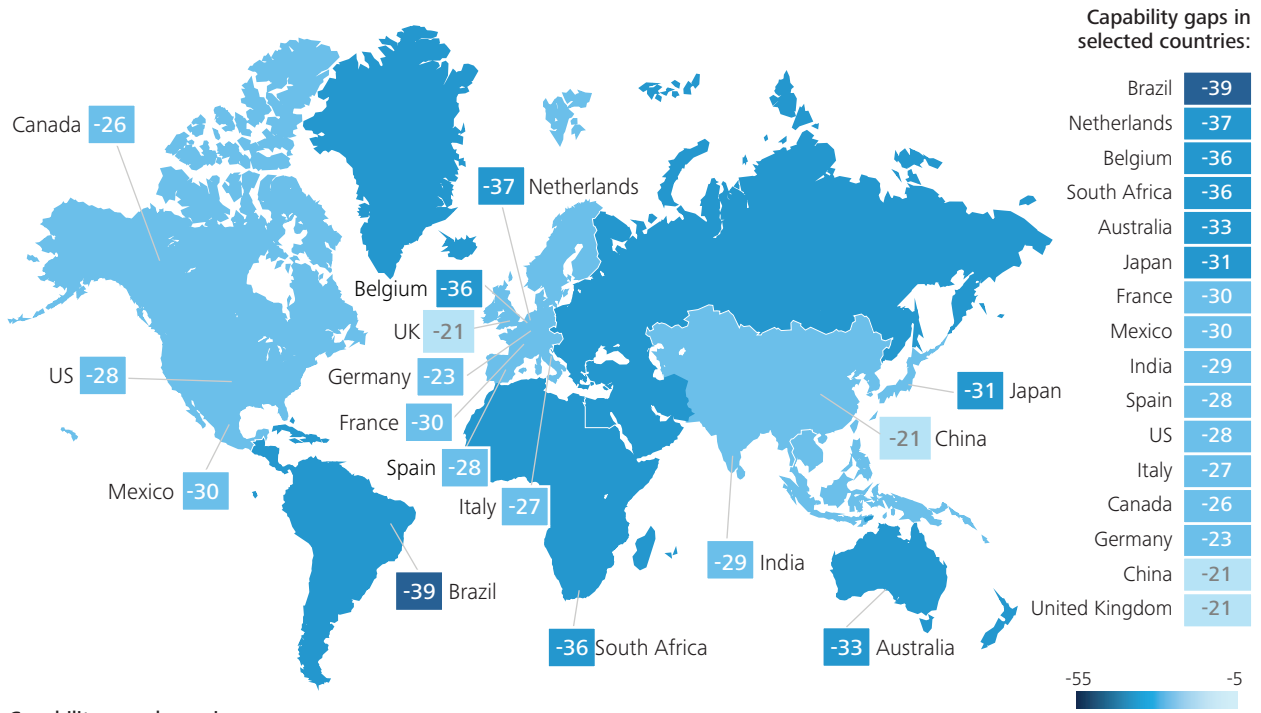 Capability gaps in
selected countries:
Brazil -39
Netherlands -37
Belgium -36
South Africa -36
Australia -33
Japan -31
France -30
Mexico -30
India -29
Spain -28
US -28
Italy -27
Canada -26
Germany -23
China -21
United Kingdom -21
-55 -5
Canada -26
-37 Netherlands
Belgium -36
UK -21
Germany -23
US -28
France -30
Spain -28
Italy -27
Mexico -30
-31 Japan
-21 China
-29 India
-39 Brazil
-36 South Africa
-33 Australia